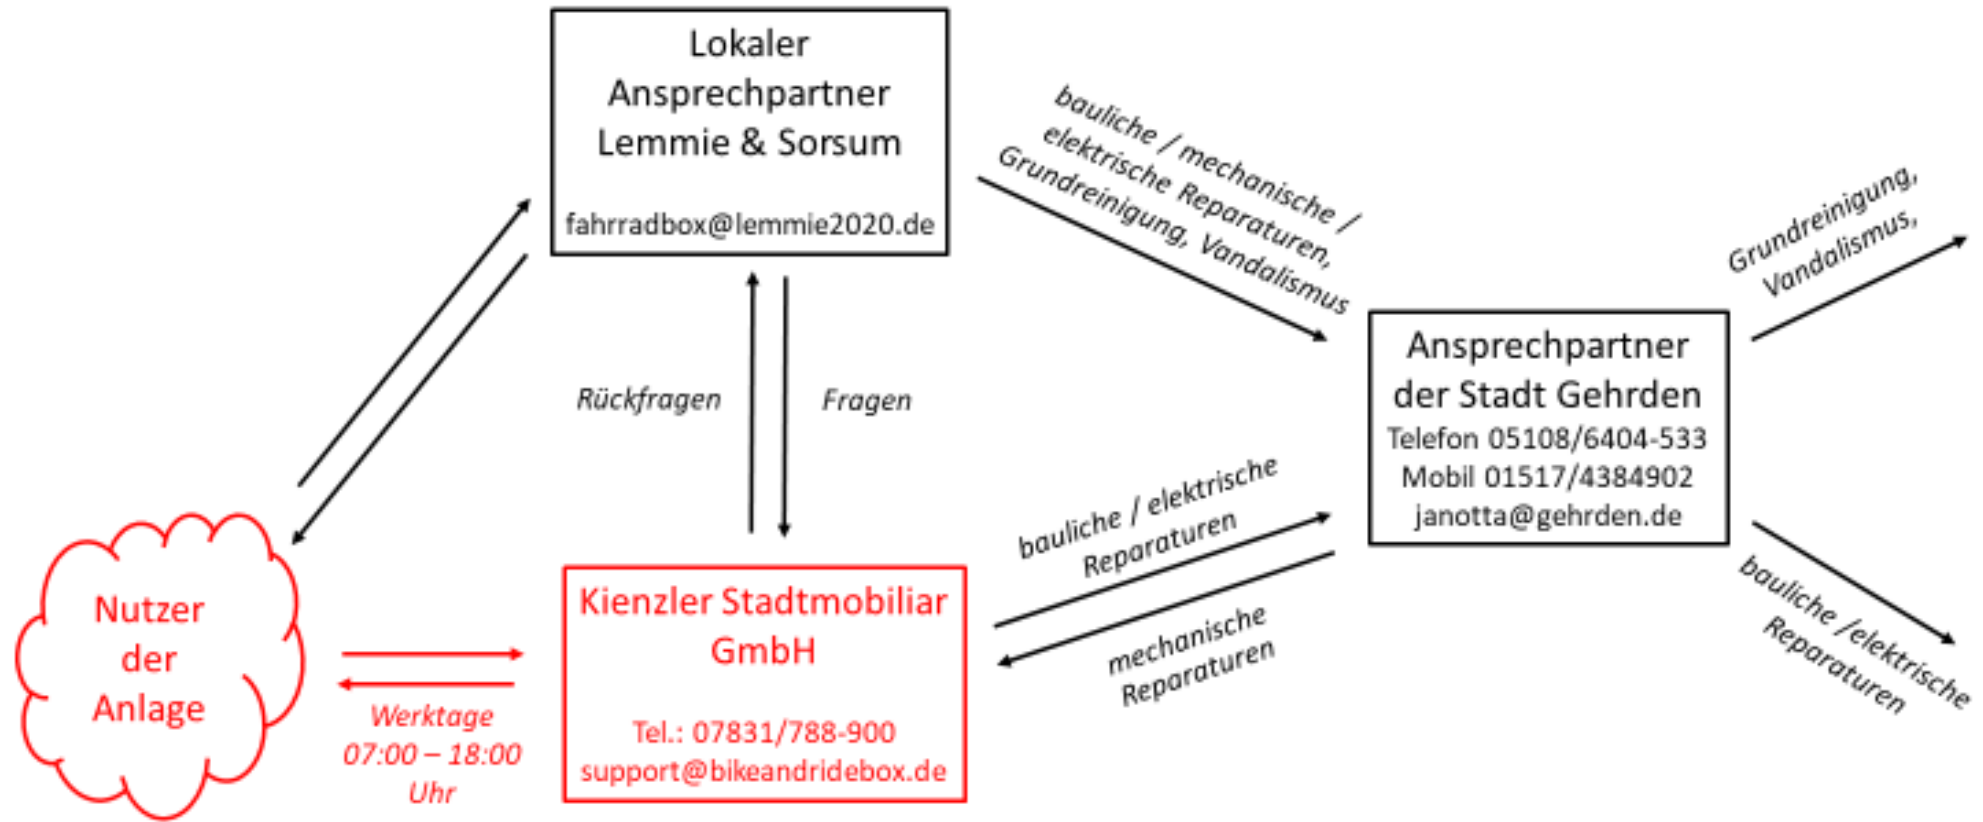 Lokaler
Ansprechpartner
Lemmie & Sorsum
fahrradbox@lemmie2020.de
bauliche / mechanische /
elektrische Reparaturen,
Grundreinigung, Vandalismus
Grundreinigung,
Vandalismus,
Ansprechpartner
der Stadt Gehrden
Telefon 05108/6404-533
Mobil 01517/4384902
janotta@gehrden.de
Rückfragen
Fragen
bauliche / elektrische
Reparaturen
mechanische
Reparaturen
bauliche /elektrische
Reparaturen
Nutzer
der
Anlage
Werktage
07:00 – 18:00
Uhr
Kienzler Stadtmobiliar
GmbH
Tel.: 07831/788-900
support@bikeandridebox.de